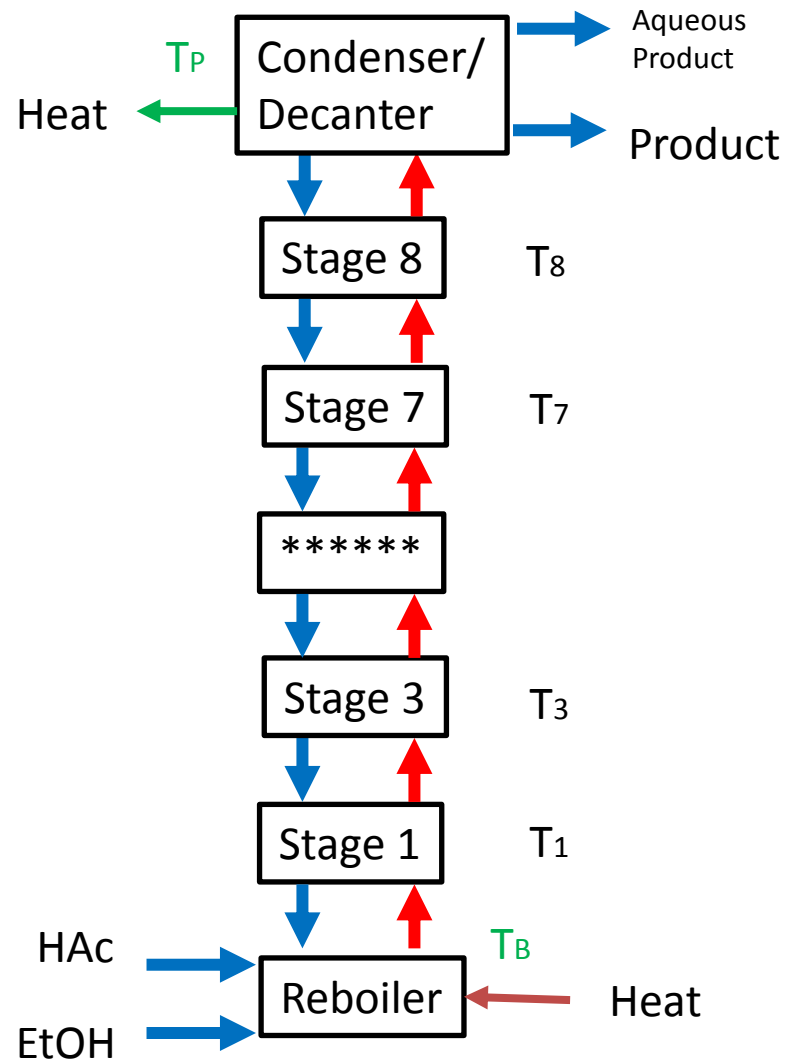 Aqueous
Product
TP
Condenser/
Decanter
Heat
Product
Stage 8
T8
Stage 7
T7
******
Stage 3
T3
Stage 1
T1
HAc
TB
Reboiler
Heat
EtOH